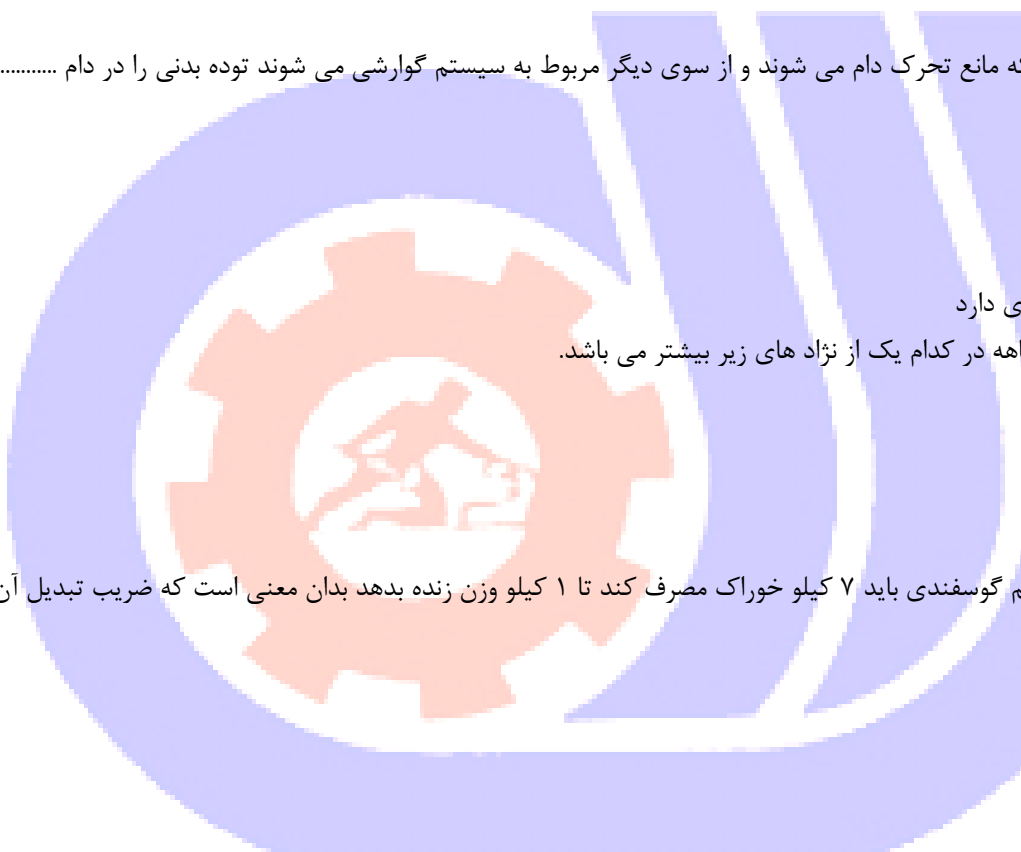 که مانع تحرک دام می شوند و از سوی دیگر مربوط به سیستم گوارشی می شوند توده بدنی را در دام ...........
ی دارد
اهه در کدام یک از نژاد های زیر بیشتر می باشد.
م گوسفندی باید ۷ کیلو خوراک مصرف کند تا ۱ کیلو وزن زنده بدهد بدان معنی است که ضریب تبدیل آن